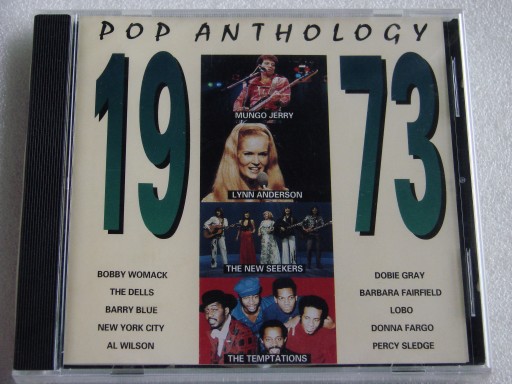 POP ANTHOLOGY
19 73
MUNGO JERRY
LYNN ANDERSON
THE NEW SEEKERS
THE TEMPTATIONS
BOBBY WOMACK
THE DELLS
BARRY BLUE
NEW YORK CITY
AL WILSON
DOBIE GRAY
BARBARA FAIRFIELD
LOBO
DONNA FARGO
PERCY SLEDGE